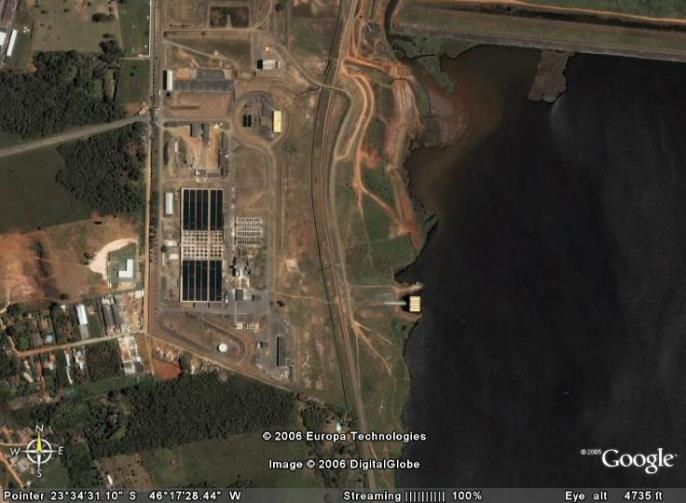 N
W E
S
© 2006 Europa Technologies
Image © 2006 DigitalGlobe
©2005 Google
Pointer 23°34'31.10" S 46°17'28.44" W Streaming |||||||||| 100% Eye alt 4735 ft